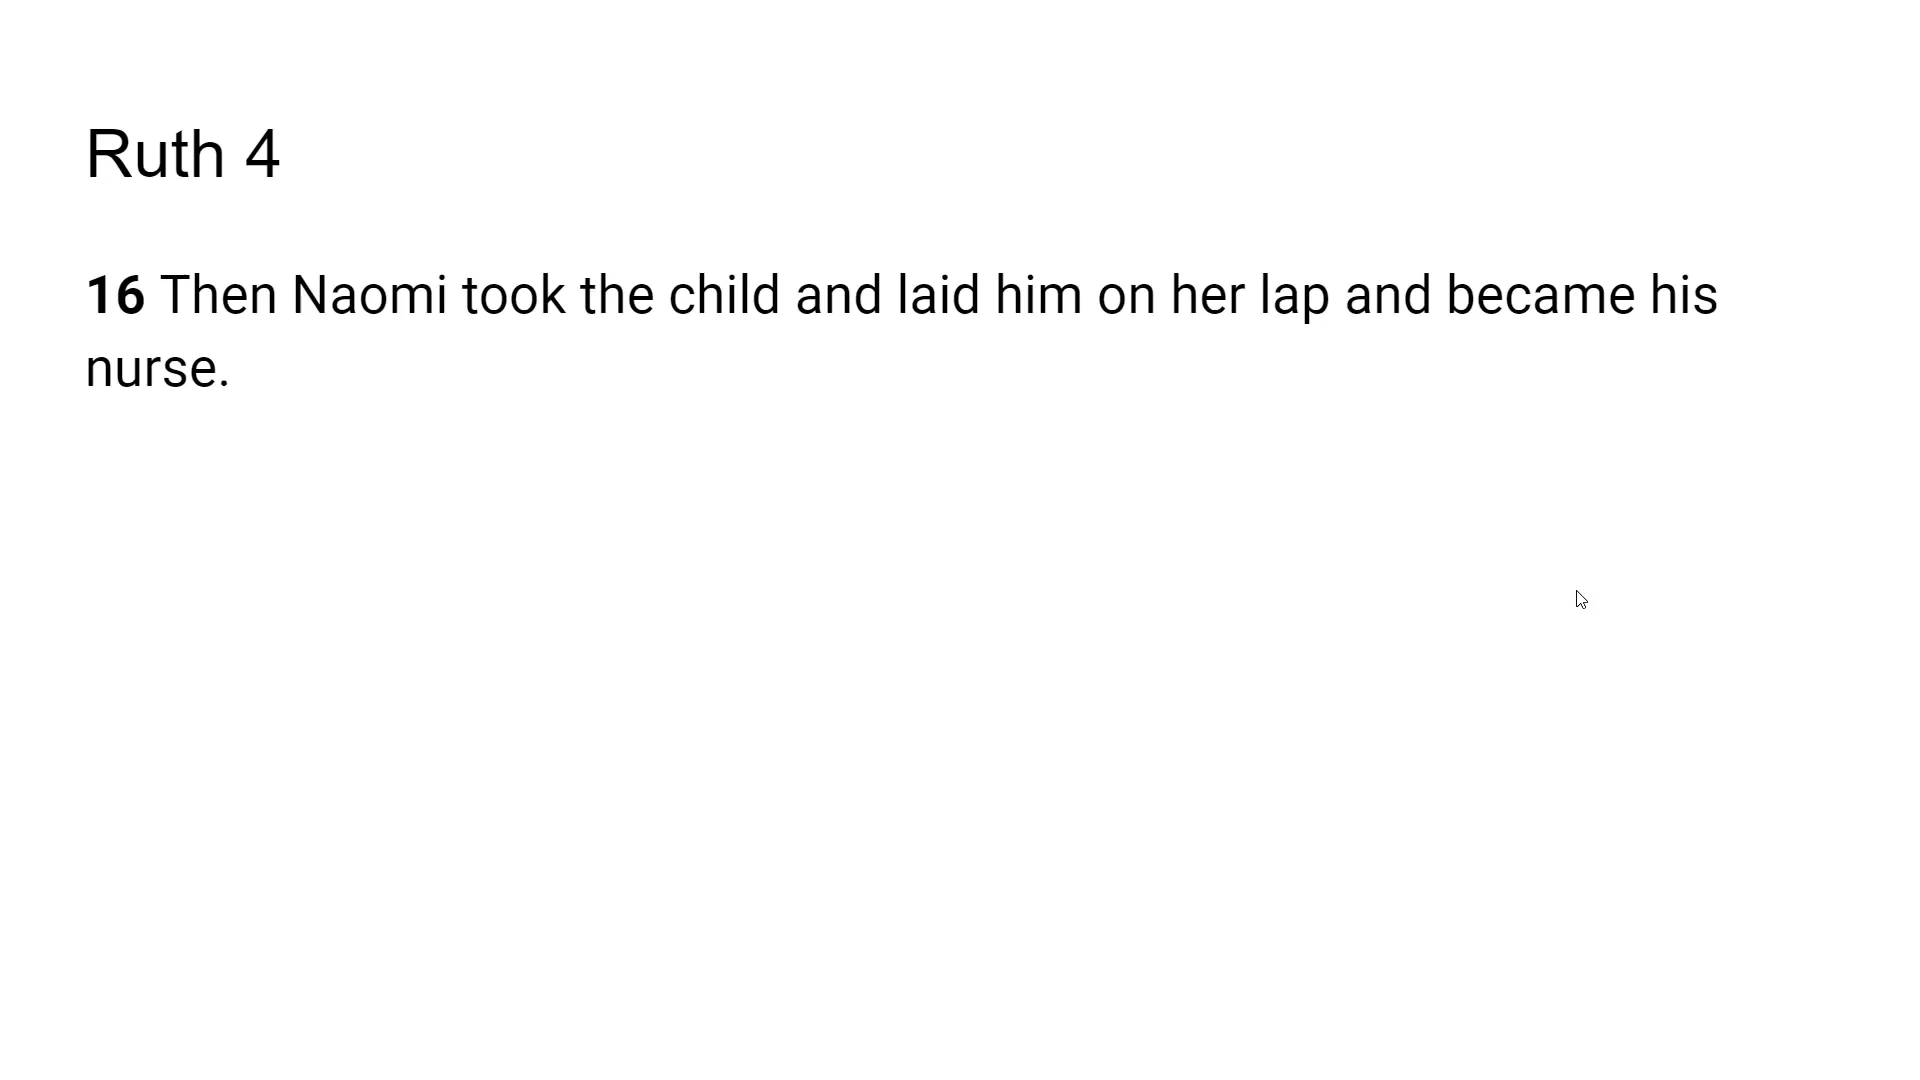 Ruth 4
16 Then Naomi took the child and laid him on her lap and became his
nurse.